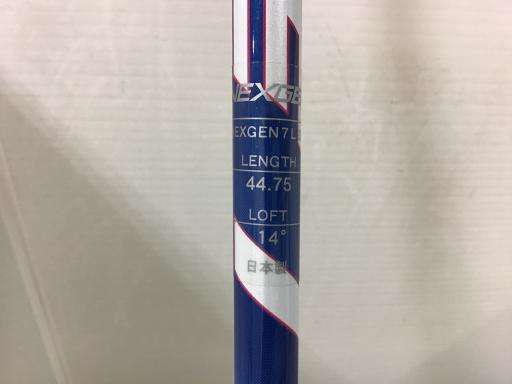 NEXGE
EXGEN 7 L
LENGTH
44.75
LOFT
14°
日本製